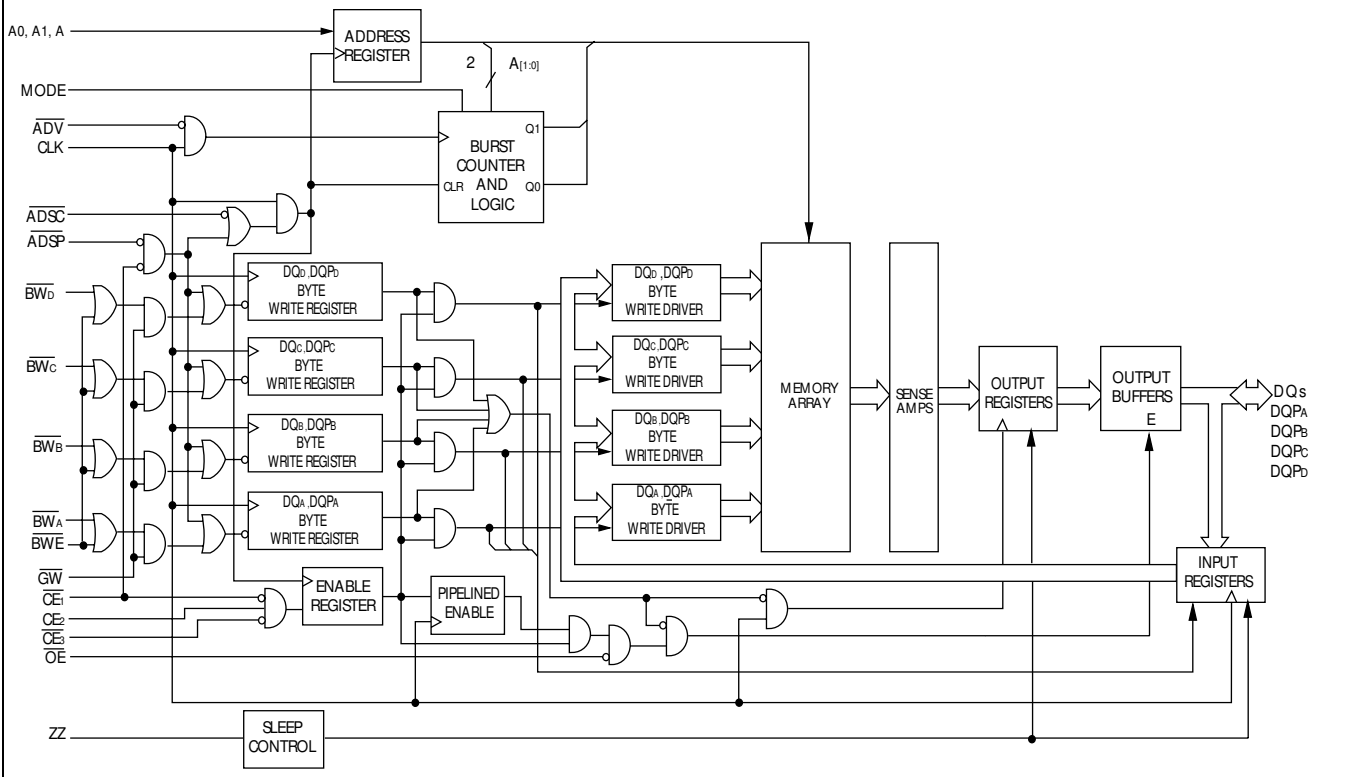 A0, A1, A
ADDRESS
REGISTER
2
A[1:0]
MODE
ADV
CLK
BURST
COUNTER
AND
LOGIC
CLR
Q1
Q0
ADSC
ADSP
BWD
BWC
BWB
BWA
BWE
GW
CE1
CE2
CE3
OE
ZZ
DQD,DQPD
BYTE
WRITE REGISTER
DQC,DQPC
BYTE
WRITE REGISTER
DQB,DQPB
BYTE
WRITE REGISTER
DQA,DQPA
BYTE
WRITE REGISTER
ENABLE
REGISTER
PIPELINED
ENABLE
SLEEP
CONTROL
DQD,DQPD
BYTE
WRITE DRIVER
DQC,DQPC
BYTE
WRITE DRIVER
DQB,DQPB
BYTE
WRITE DRIVER
DQA,DQPA
BYTE
WRITE DRIVER
MEMORY
ARRAY
SENSE
AMPS
OUTPUT
REGISTERS
OUTPUT
BUFFERS
E
DQs
DQPA
DQPB
DQPC
DQPD
INPUT
REGISTERS